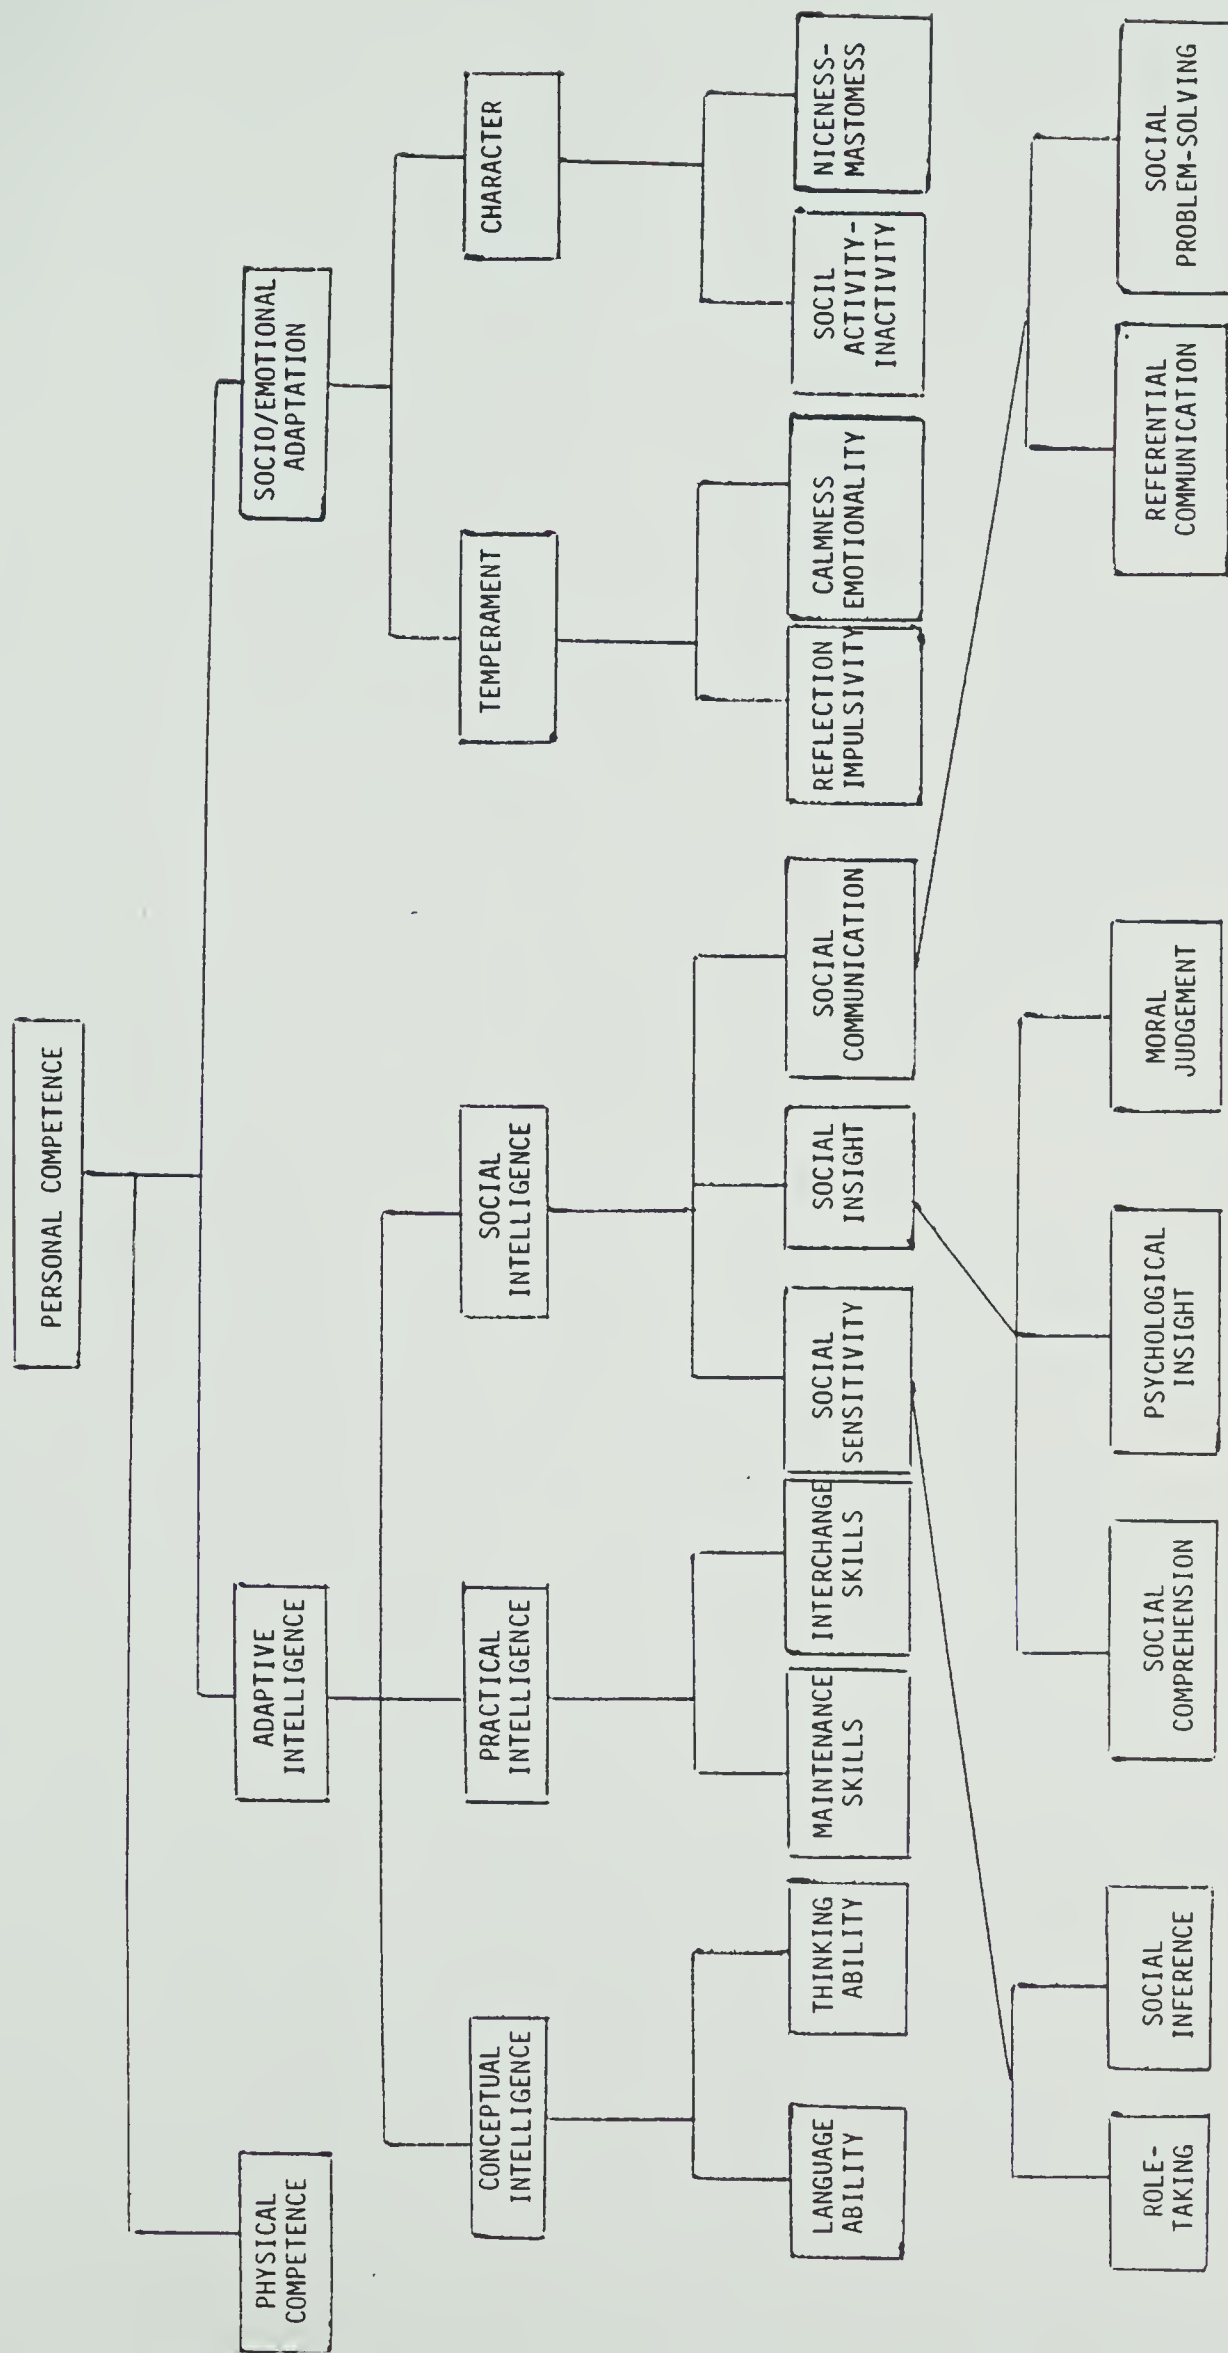 PERSONAL COMPETENCE
PHYSICAL
COMPETENCE
ADAPTIVE
INTELLIGENCE
SOCIO/EMOTIONAL
ADAPTATION
CONCEPTUAL
INTELLIGENCE
PRACTICAL
INTELLIGENCE
SOCIAL
INTELLIGENCE
TEMPERAMENT
CHARACTER
LANGUAGE
ABILITY
THINKING
ABILITY
MAINTENANCE
SKILLS
INTERCHANGE
SKILLS
SOCIAL
SENSITIVITY
SOCIAL
INSIGHT
SOCIAL
COMMUNICATION
REFLECTION
IMPULSIVITY
CALMNESS
EMOTIONALITY
SOCIL
ACTIVITY-
INACTIVITY
NICENESS-
MASTOMESS
ROLE-
TAKING
SOCIAL
INFERENCE
SOCIAL
COMPREHENSION
PSYCHOLOGICAL
INSIGHT
MORAL
JUDGEMENT
REFERENTIAL
COMMUNICATION
SOCIAL
PROBLEM-SOLVING